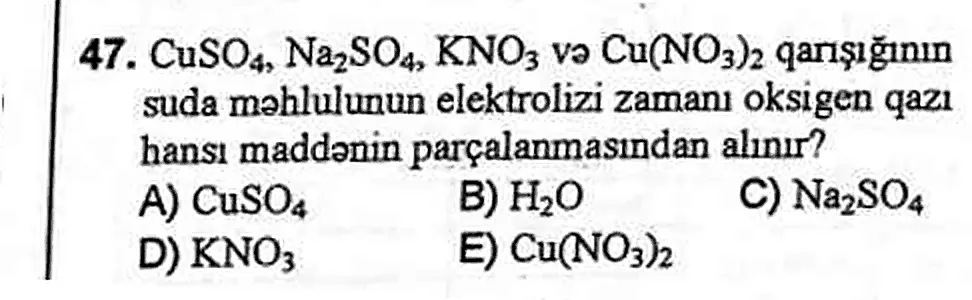 47. CuSO₄, Na₂SO₄, KNO₃ və Cu(NO₃)₂ qarışığının
suda məhlulunun elektrolizi zamanı oksigen qazı
hansı maddənin parçalanmasından alınır?
A) CuSO₄ B) H₂O C) Na₂SO₄
D) KNO₃ E) Cu(NO₃)₂